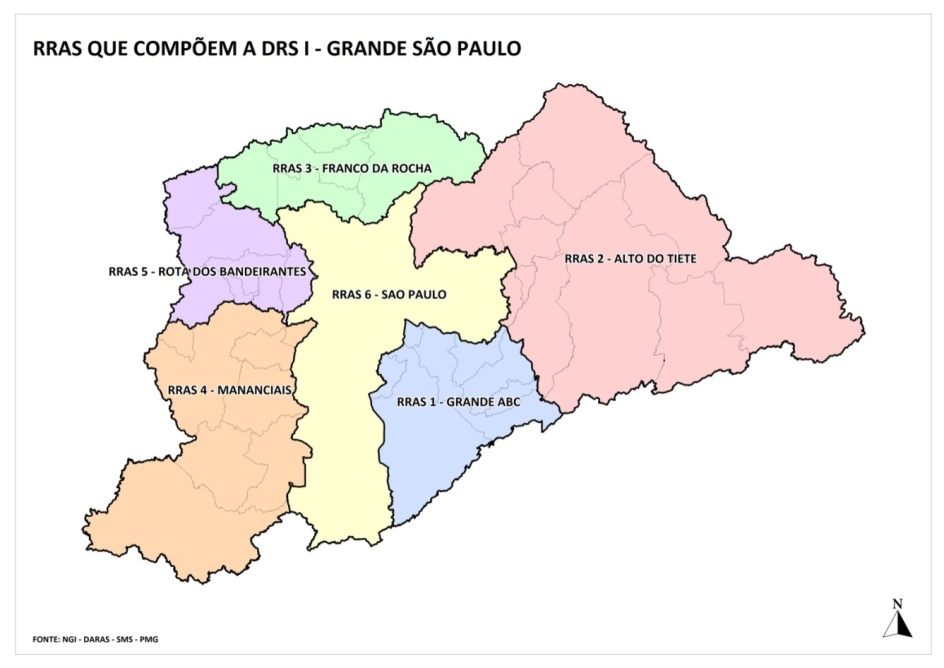 RRAS QUE COMPÕEM A DRS I - GRANDE SÃO PAULO
RRAS 3 - FRANCO DA ROCHA
RRAS 2 - ALTO DO TIETE
RRAS 5 - ROTA DOS BANDEIRANTES
RRAS 6 - SAO PAULO
RRAS 4 - MANANCIAIS
RRAS 1 - GRANDE ABC
N
FONTE: NGI - DARAS - SMS - PMG